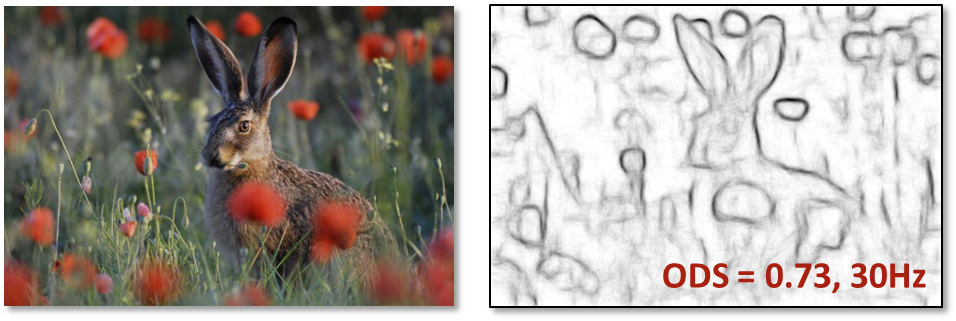 ODS = 0.73, 30Hz